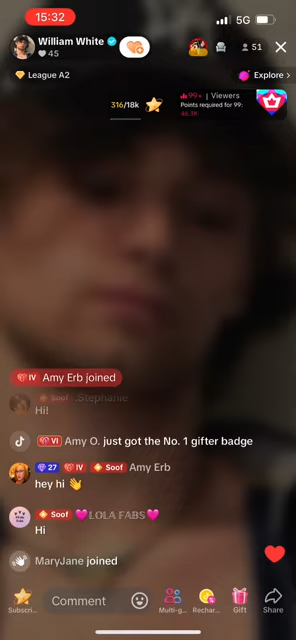 15:32
5G
William White
45
51
League A2
Explore >
316/18k
99+ | Viewers
Points required for 99:
46.3K
IV Amy Erb joined
Soof .Stephanie
Hi!
VI Amy O. just got the No. 1 gifter badge
27 IV Soof Amy Erb
hey hi 👋
Soof 💗LOLA FABS💗
Hi
MaryJane joined
Subscri...
Comment
Multi-g...
Rechar...
Gift
Share